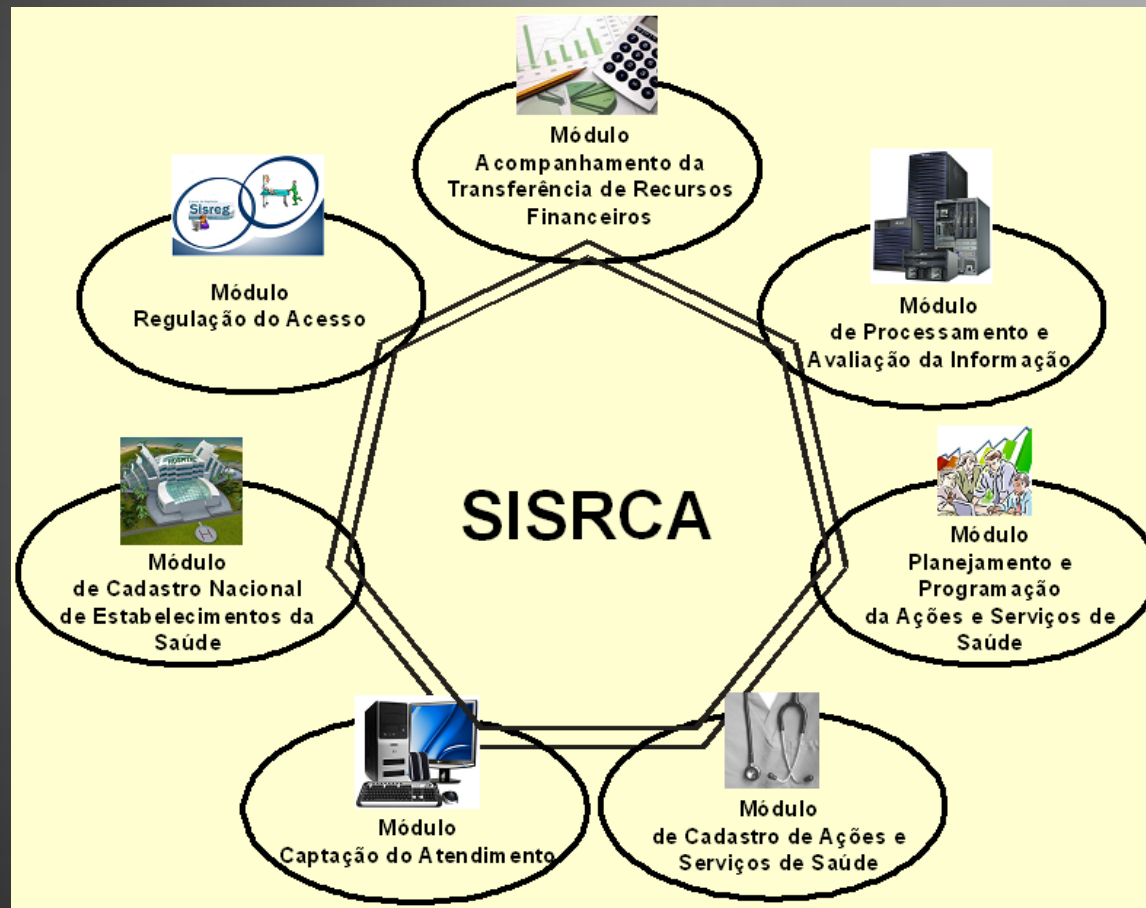 Módulo
Acompanhamento da
Transferência de Recursos
Financeiros
Sisreg
Módulo
Regulação do Acesso
Módulo
de Processamento e
Avaliação da Informação
SISRCA
Módulo
de Cadastro Nacional
de Estabelecimentos da
Saúde
Módulo
Planejamento e
Programação
da Ações e Serviços de
Saúde
Módulo
Captação do Atendimento
Módulo
de Cadastro de Ações e
Serviços de Saúde